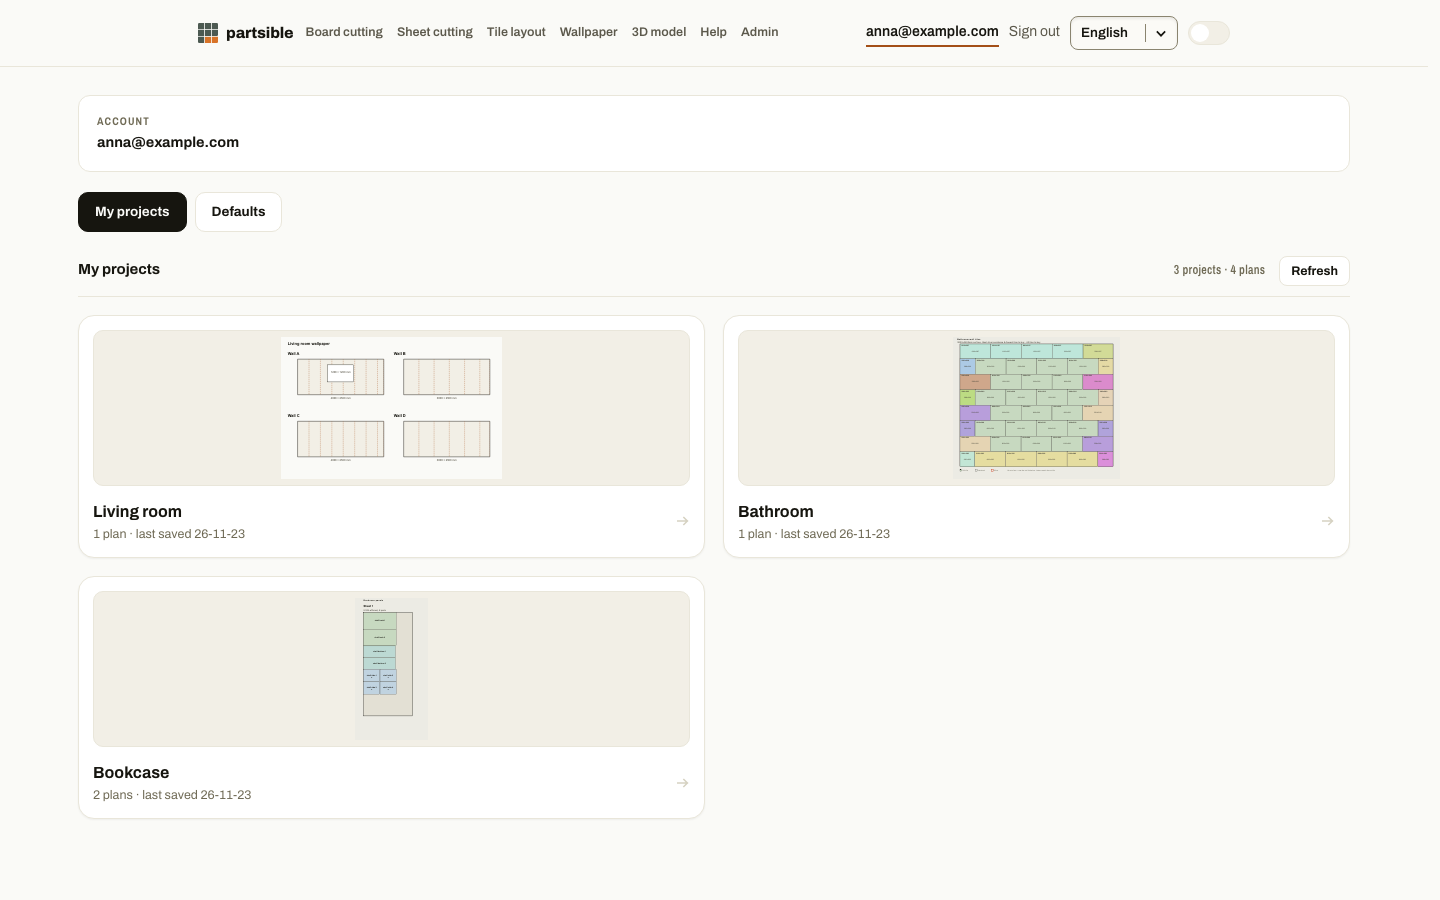 partsible
Board cutting
Sheet cutting
Tile layout
Wallpaper
3D model
Help
Admin
anna@example.com
Sign out
English
ACCOUNT
anna@example.com
My projects
Defaults
My projects
3 projects · 4 plans
Refresh
Living room wallpaper
Wall A
Wall B
Wall C
Wall D
Living room
1 plan · last saved 26-11-23
Bathroom
1 plan · last saved 26-11-23
Sheet 1
Bookcase
2 plans · last saved 26-11-23